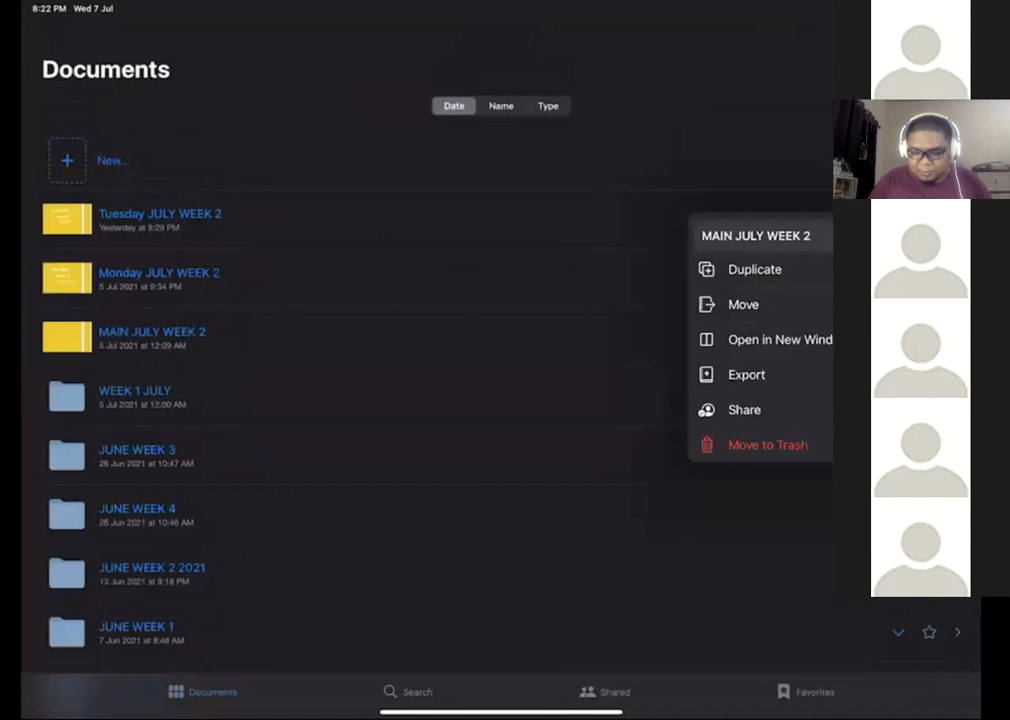 8:22 PM Wed 7 Jul
Documents
Date Name Type
New...
Tuesday JULY WEEK 2
Yesterday at 9:29 PM
Monday JULY WEEK 2
5 Jul 2021 at 9:34 PM
MAIN JULY WEEK 2
5 Jul 2021 at 12:09 AM
WEEK 1 JULY
5 Jul 2021 at 12:00 AM
JUNE WEEK 3
28 Jun 2021 at 10:47 AM
JUNE WEEK 4
28 Jun 2021 at 10:46 AM
JUNE WEEK 2 2021
13 Jun 2021 at 9:18 PM
JUNE WEEK 1
7 Jun 2021 at 8:48 AM
MAIN JULY WEEK 2
Duplicate
Move
Open in New Wind
Export
Share
Move to Trash
Documents Search Shared Favorites